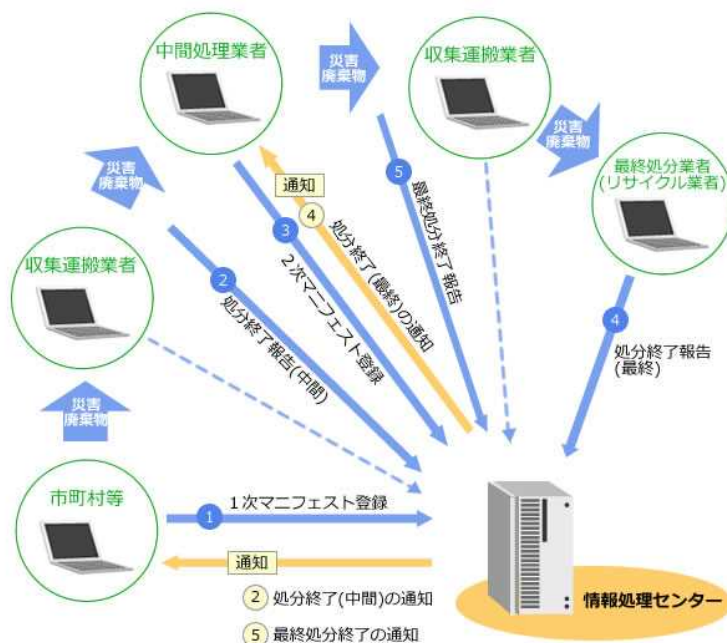 中間処理業者
災害
廃棄物
収集運搬業者
災害
廃棄物
最終処分業者
(リサイクル業者)
災害
廃棄物
通知
④
処分終了(最終)の通知
③
2次マニフェスト登録
⑤
最終処分終了報告
収集運搬業者
②
処分終了報告(中間)
④
処分終了報告
(最終)
災害
廃棄物
市町村等
①
1次マニフェスト登録
通知
② 処分終了(中間)の通知
⑤ 最終処分終了の通知
情報処理センター